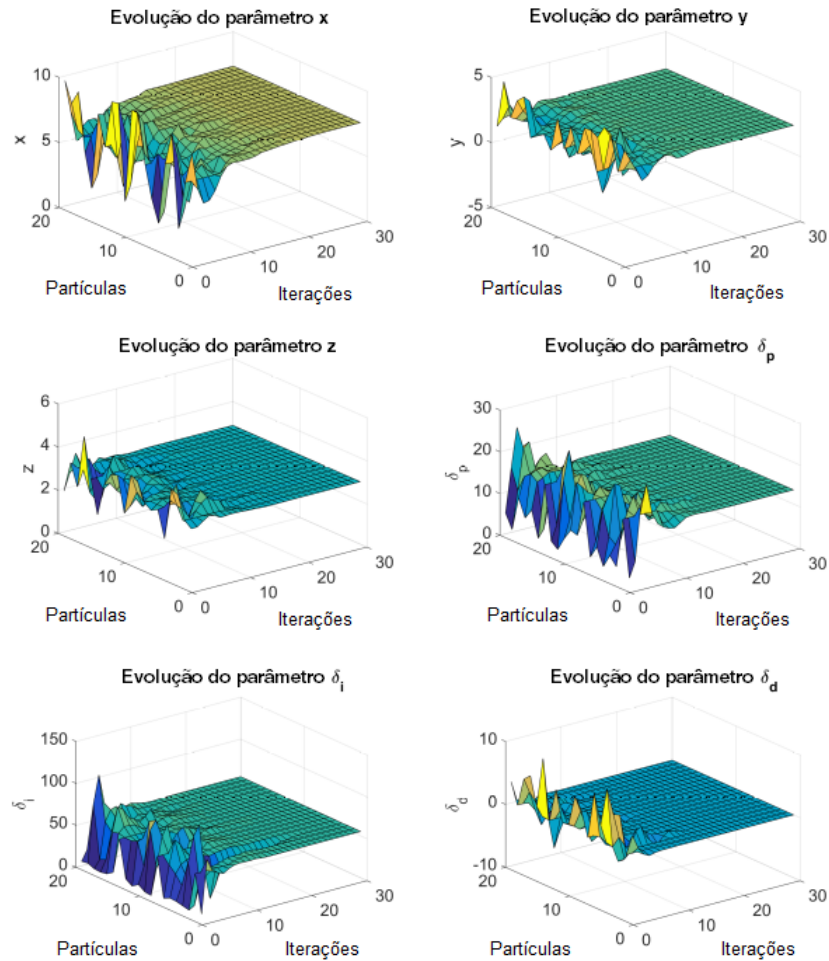 Evolução do parâmetro x
10
5
0
x
20
10
0
Partículas
0
10
20
30
Iterações
Evolução do parâmetro y
5
0
-5
y
20
10
0
Partículas
0
10
20
30
Iterações
Evolução do parâmetro z
6
4
2
0
z
20
10
0
Partículas
0
10
20
30
Iterações
Evolução do parâmetro δp
30
20
10
0
δp
20
10
0
Partículas
0
10
20
30
Iterações
Evolução do parâmetro δi
150
100
50
0
δi
20
10
0
Partículas
0
10
20
30
Iterações
Evolução do parâmetro δd
10
0
-10
δd
20
10
0
Partículas
0
10
20
30
Iterações